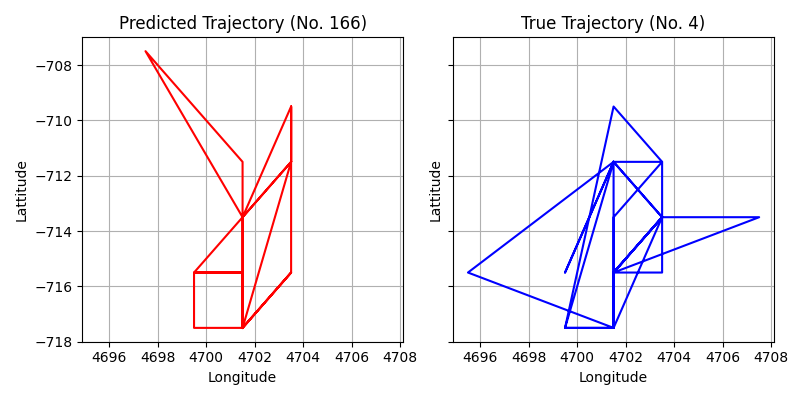 Predicted Trajectory (No. 166)
Lattitude
−708
−710
−712
−714
−716
−718
4696 4698 4700 4702 4704 4706 4708
Longitude
True Trajectory (No. 4)
Lattitude
4696 4698 4700 4702 4704 4706 4708
Longitude